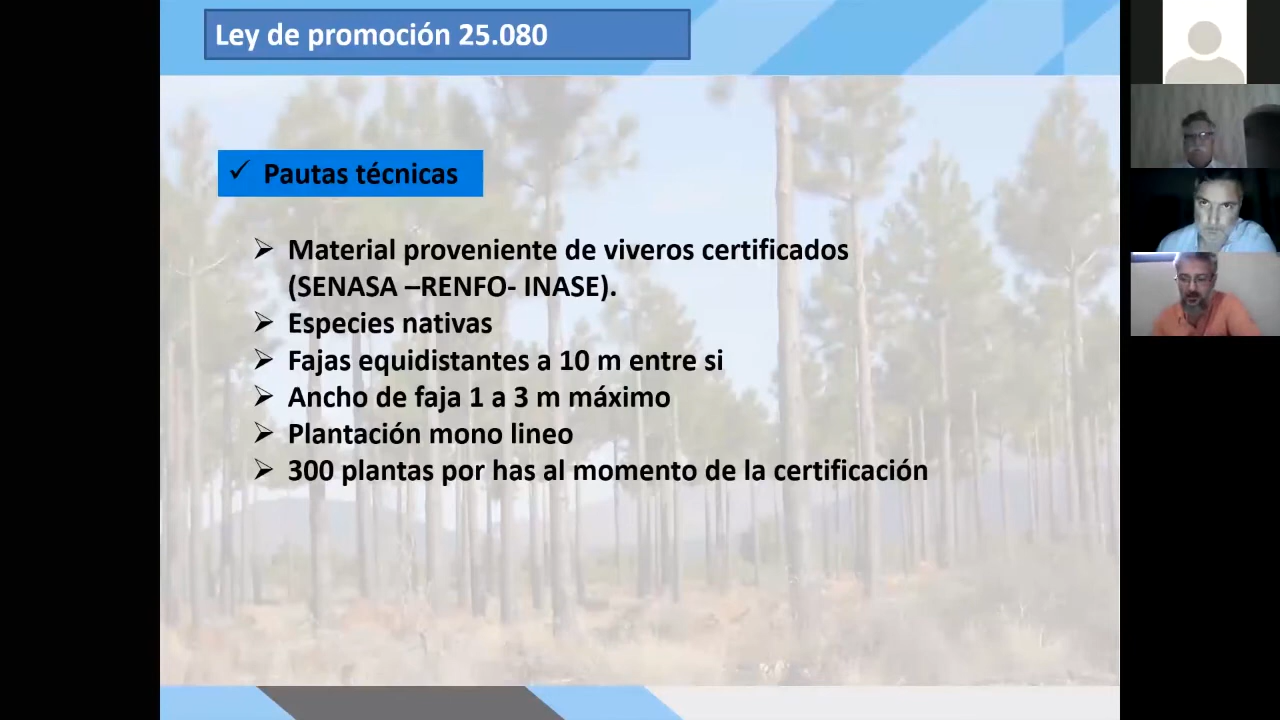 Ley de promoción 25.080
✓ Pautas técnicas
➢ Material proveniente de viveros certificados
(SENASA –RENFO- INASE).
➢ Especies nativas
➢ Fajas equidistantes a 10 m entre si
➢ Ancho de faja 1 a 3 m máximo
➢ Plantación mono lineo
➢ 300 plantas por has al momento de la certificación